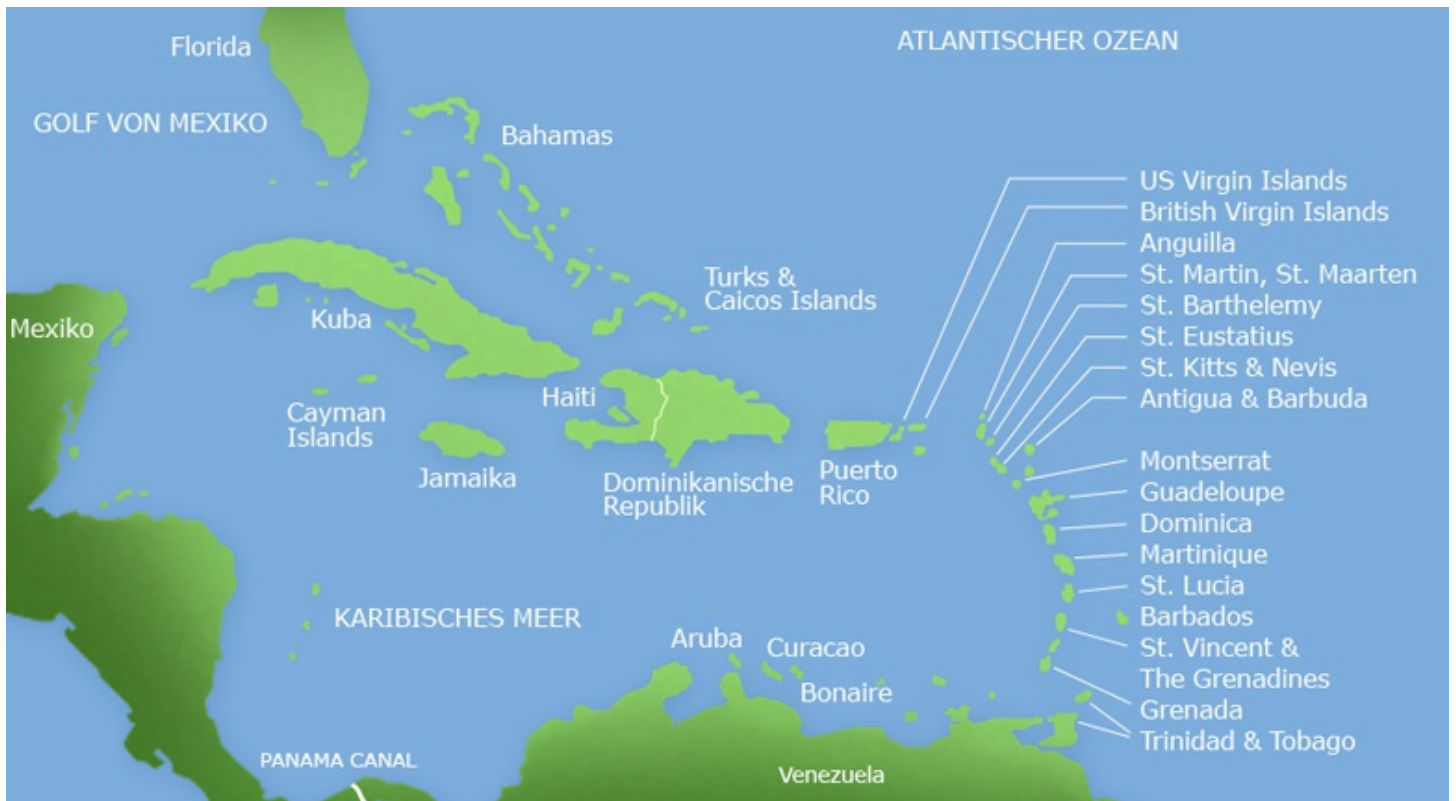 Florida
ATLANTISCHER OZEAN
GOLF VON MEXIKO
Bahamas
US Virgin Islands
British Virgin Islands
Anguilla
St. Martin, St. Maarten
St. Barthelemy
St. Eustatius
St. Kitts & Nevis
Antigua & Barbuda
Turks &
Caicos Islands
Mexiko
Kuba
Haiti
Cayman
Islands
Jamaika
Dominikanische
Republik
Puerto
Rico
Montserrat
Guadeloupe
Dominica
Martinique
St. Lucia
Barbados
St. Vincent &
The Grenadines
Grenada
Trinidad & Tobago
KARIBISCHES MEER
Aruba
Curacao
Bonaire
PANAMA CANAL
Venezuela